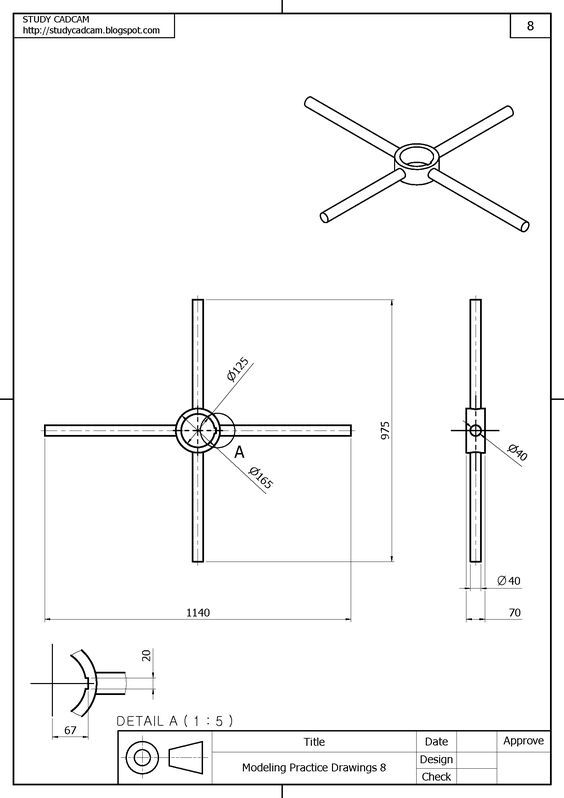 STUDY CADCAM
http://studycadcam.blogspot.com
8
Ø125
A
Ø165
975
1140
Ø40
Ø40
70
20
67
DETAIL A ( 1 : 5 )
Title
Date
Approve
Modeling Practice Drawings 8
Design
Check